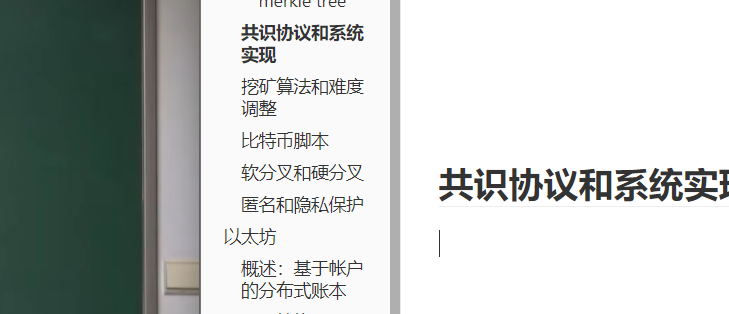 merkle tree
共识协议和系统
实现
挖矿算法和难度
调整
比特币脚本
软分叉和硬分叉
匿名和隐私保护
以太坊
概述：基于帐户
的分布式账本
共识协议和系统实